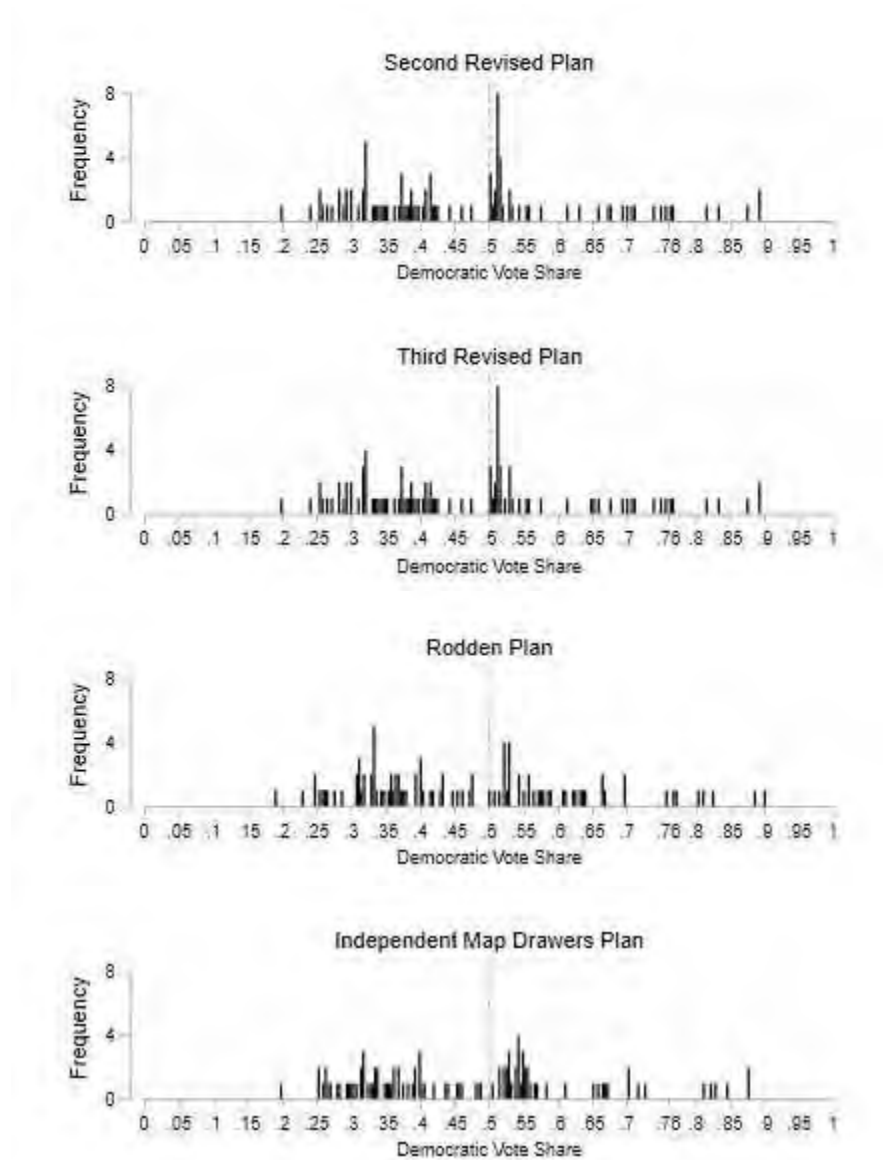 Second Revised Plan
8
4
0
Frequency
0 .05 .1 .15 .2 .25 .3 .35 .4 .45 .5 .55 .6 .65 .7 .75 .8 .85 .9 .95 1
Democratic Vote Share
Third Revised Plan
8
4
0
Frequency
0 .05 .1 .15 .2 .25 .3 .35 .4 .45 .5 .55 .6 .65 .7 .75 .8 .85 .9 .95 1
Democratic Vote Share
Rodden Plan
8
4
0
Frequency
0 .05 .1 .15 .2 .25 .3 .35 .4 .45 .5 .55 .6 .65 .7 .75 .8 .85 .9 .95 1
Democratic Vote Share
Independent Map Drawers Plan
8
4
0
Frequency
0 .05 .1 .15 .2 .25 .3 .35 .4 .45 .5 .55 .6 .65 .7 .75 .8 .85 .9 .95 1
Democratic Vote Share